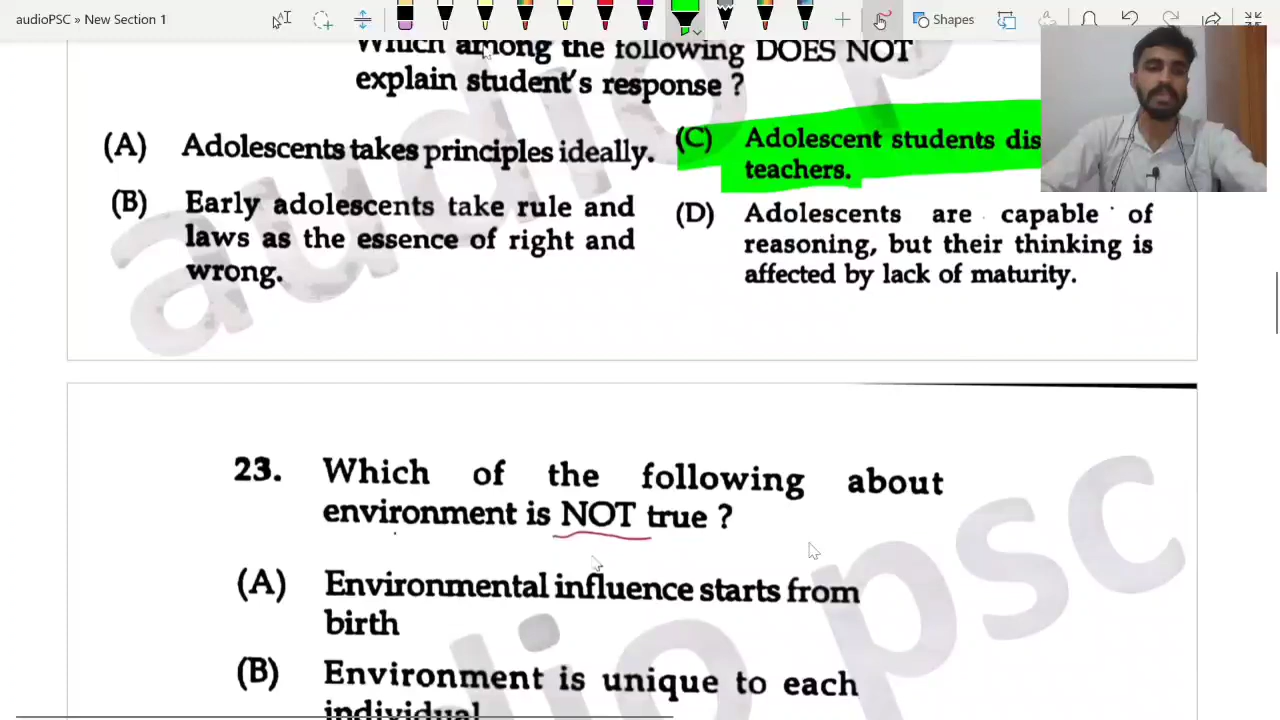 audioPSC » New Section 1
Shapes
Which among the following DOES NOT
explain student's response ?
(A) Adolescents takes principles ideally.
(B) Early adolescents take rule and
laws as the essence of right and
wrong.
(C) Adolescent students dis
teachers.
(D) Adolescents are capable of
reasoning, but their thinking is
affected by lack of maturity.
23. Which of the following about
environment is NOT true ?
(A) Environmental influence starts from
birth
(B) Environment is unique to each
individual
audio psc